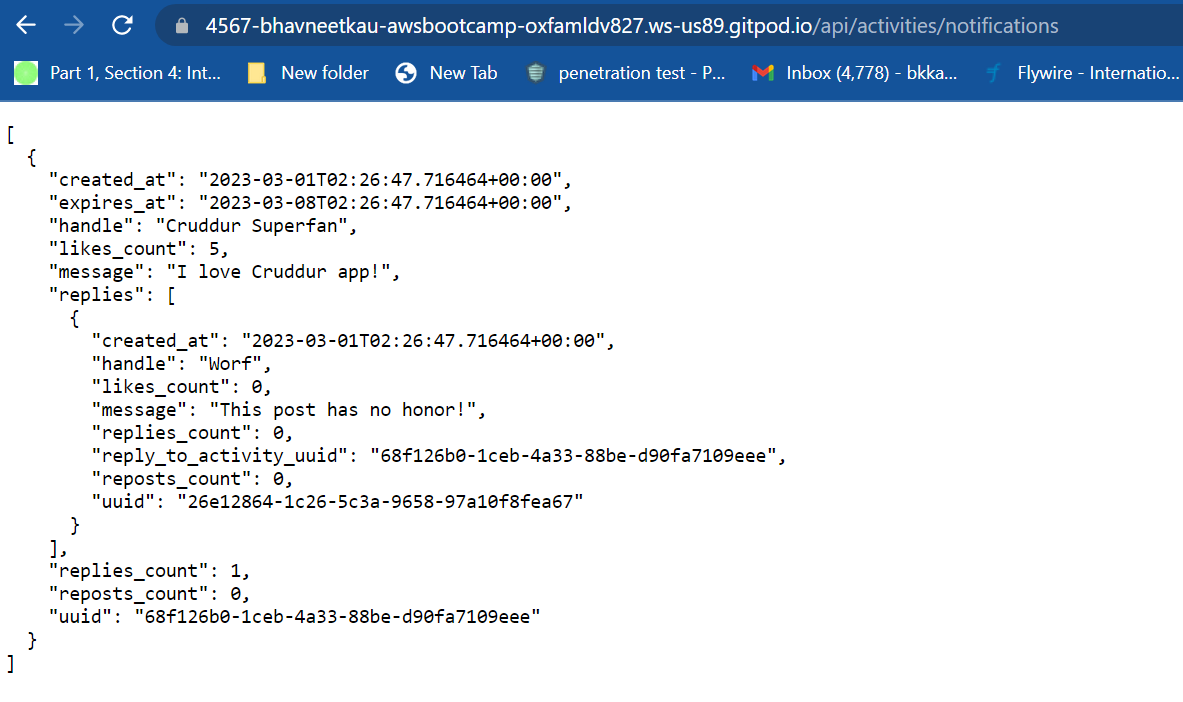 4567-bhavneetkau-awsbootcamp-oxfamldv827.ws-us89.gitpod.io/api/activities/notifications
Part 1, Section 4: Int... New folder New Tab penetration test - P... Inbox (4,778) - bkka... Flywire - Internatio...
[
  {
    "created_at": "2023-03-01T02:26:47.716464+00:00",
    "expires_at": "2023-03-08T02:26:47.716464+00:00",
    "handle": "Cruddur Superfan",
    "likes_count": 5,
    "message": "I love Cruddur app!",
    "replies": [
      {
        "created_at": "2023-03-01T02:26:47.716464+00:00",
        "handle": "Worf",
        "likes_count": 0,
        "message": "This post has no honor!",
        "replies_count": 0,
        "reply_to_activity_uuid": "68f126b0-1ceb-4a33-88be-d90fa7109eee",
        "reposts_count": 0,
        "uuid": "26e12864-1c26-5c3a-9658-97a10f8fea67"
      }
    ],
    "replies_count": 1,
    "reposts_count": 0,
    "uuid": "68f126b0-1ceb-4a33-88be-d90fa7109eee"
  }
]